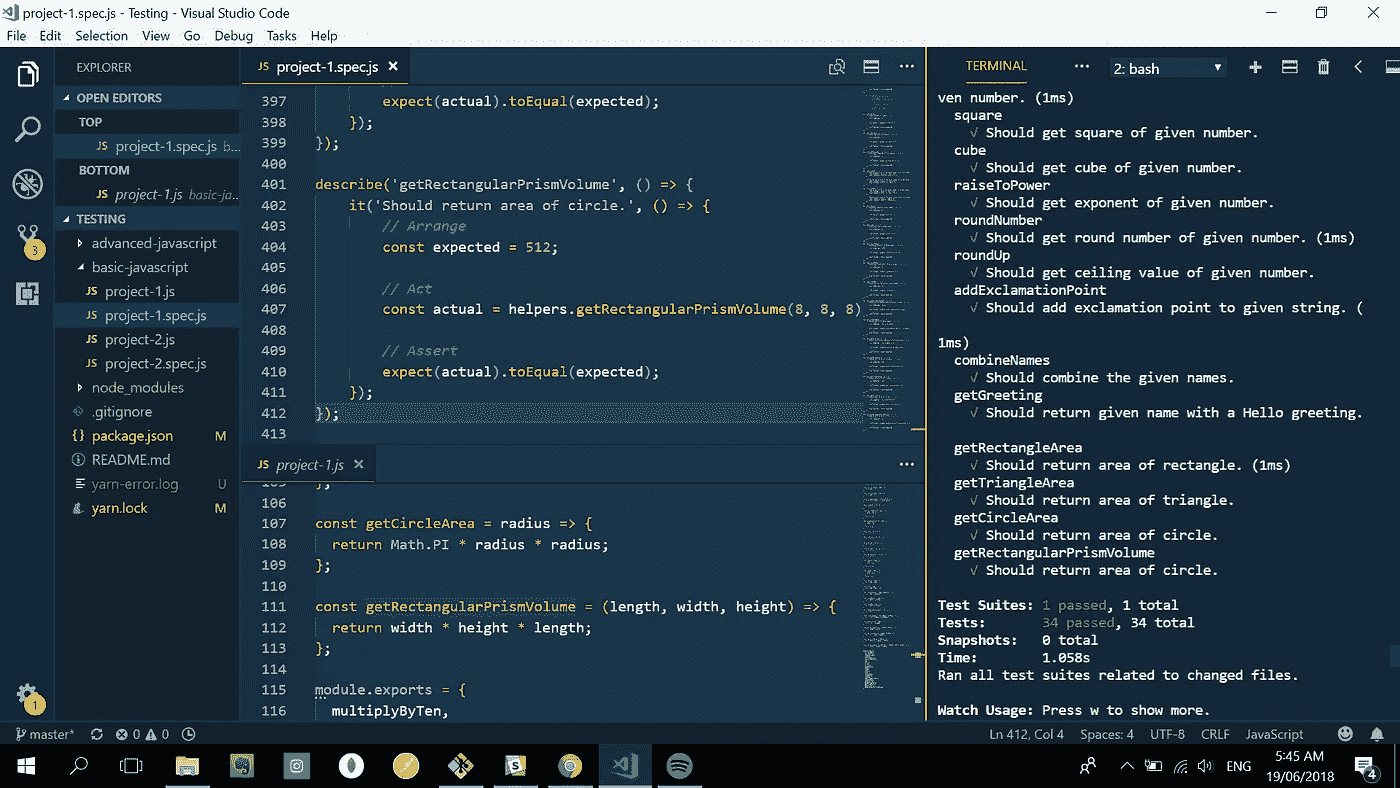 project-1.spec.js - Testing - Visual Studio Code
File Edit Selection View Go Debug Tasks Help
EXPLORER
OPEN EDITORS
TOP
JS project-1.spec.js b...
BOTTOM
JS project-1.js basic-ja...
TESTING
advanced-javascript
basic-javascript
JS project-1.js
JS project-1.spec.js
JS project-2.js
JS project-2.spec.js
node_modules
.gitignore
{} package.json M
README.md
yarn-error.log U
yarn.lock M
3
1
JS project-1.spec.js ×
397 expect(actual).toEqual(expected);
398 });
399 });
400
401 describe('getRectangularPrismVolume', () => {
402 it('Should return area of circle.', () => {
403 // Arrange
404 const expected = 512;
405
406 // Act
407 const actual = helpers.getRectangularPrismVolume(8, 8, 8)
408
409 // Assert
410 expect(actual).toEqual(expected);
411 });
412 });
413
JS project-1.js ×
106
107 const getCircleArea = radius => {
108 return Math.PI * radius * radius;
109 };
110
111 const getRectangularPrismVolume = (length, width, height) => {
112 return width * height * length;
113 };
114
115 module.exports = {
116 multiplyByTen,
TERMINAL ... 2: bash
ven number. (1ms)
square
√ Should get square of given number.
cube
√ Should get cube of given number.
raiseToPower
√ Should get exponent of given number.
roundNumber
√ Should get round number of given number. (1ms)
roundUp
√ Should get ceiling value of given number.
addExclamationPoint
√ Should add exclamation point to given string. (
1ms)
combineNames
√ Should combine the given names.
getGreeting
√ Should return given name with a Hello greeting.
getRectangleArea
√ Should return area of rectangle. (1ms)
getTriangleArea
√ Should return area of triangle.
getCircleArea
√ Should return area of circle.
getRectangularPrismVolume
√ Should return area of circle.
Test Suites: 1 passed, 1 total
Tests: 34 passed, 34 total
Snapshots: 0 total
Time: 1.058s
Ran all test suites related to changed files.
Watch Usage: Press w to show more.
master* 0 0 Ln 412, Col 4 Spaces: 4 UTF-8 CRLF JavaScript
ENG 5:45 AM
19/06/2018
4